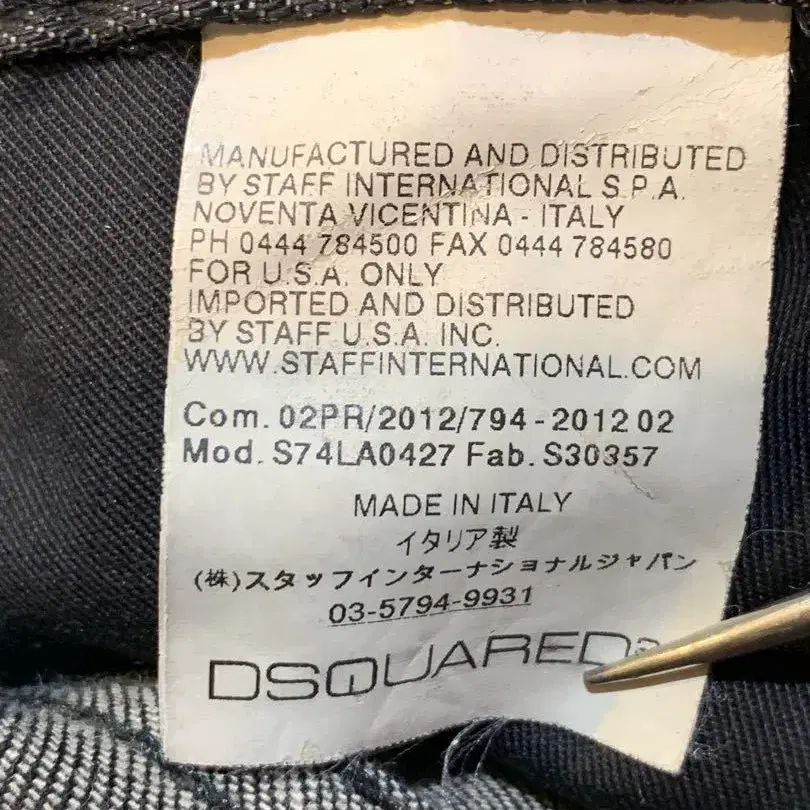 MANUFACTURED AND DISTRIBUTED
BY STAFF INTERNATIONAL S.P.A.
NOVENTA VICENTINA - ITALY
PH 0444 784500 FAX 0444 784580
FOR U.S.A. ONLY
IMPORTED AND DISTRIBUTED
BY STAFF U.S.A. INC.
WWW.STAFFINTERNATIONAL.COM
Com. 02PR/2012/794 - 2012 02
Mod. S74LA0427 Fab. S30357
MADE IN ITALY
イタリア製
(株)スタッフインターナショナルジャパン
03-5794-9931
DSQUARED2